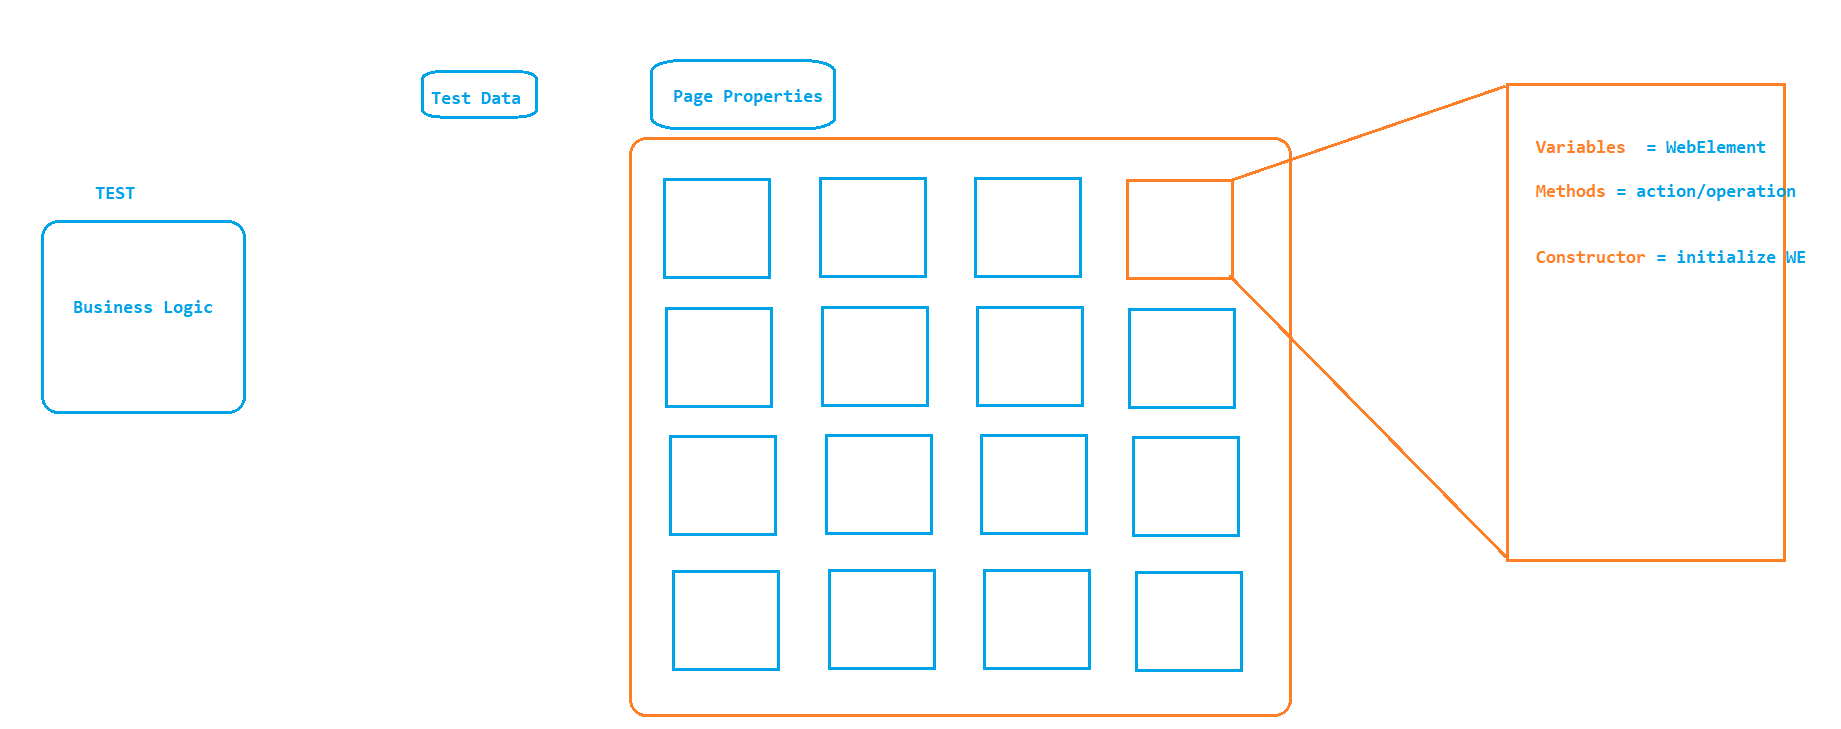 Test Data
Page Properties
TEST
Business Logic
Variables  = WebElement
Methods = action/operation
Constructor = initialize WE